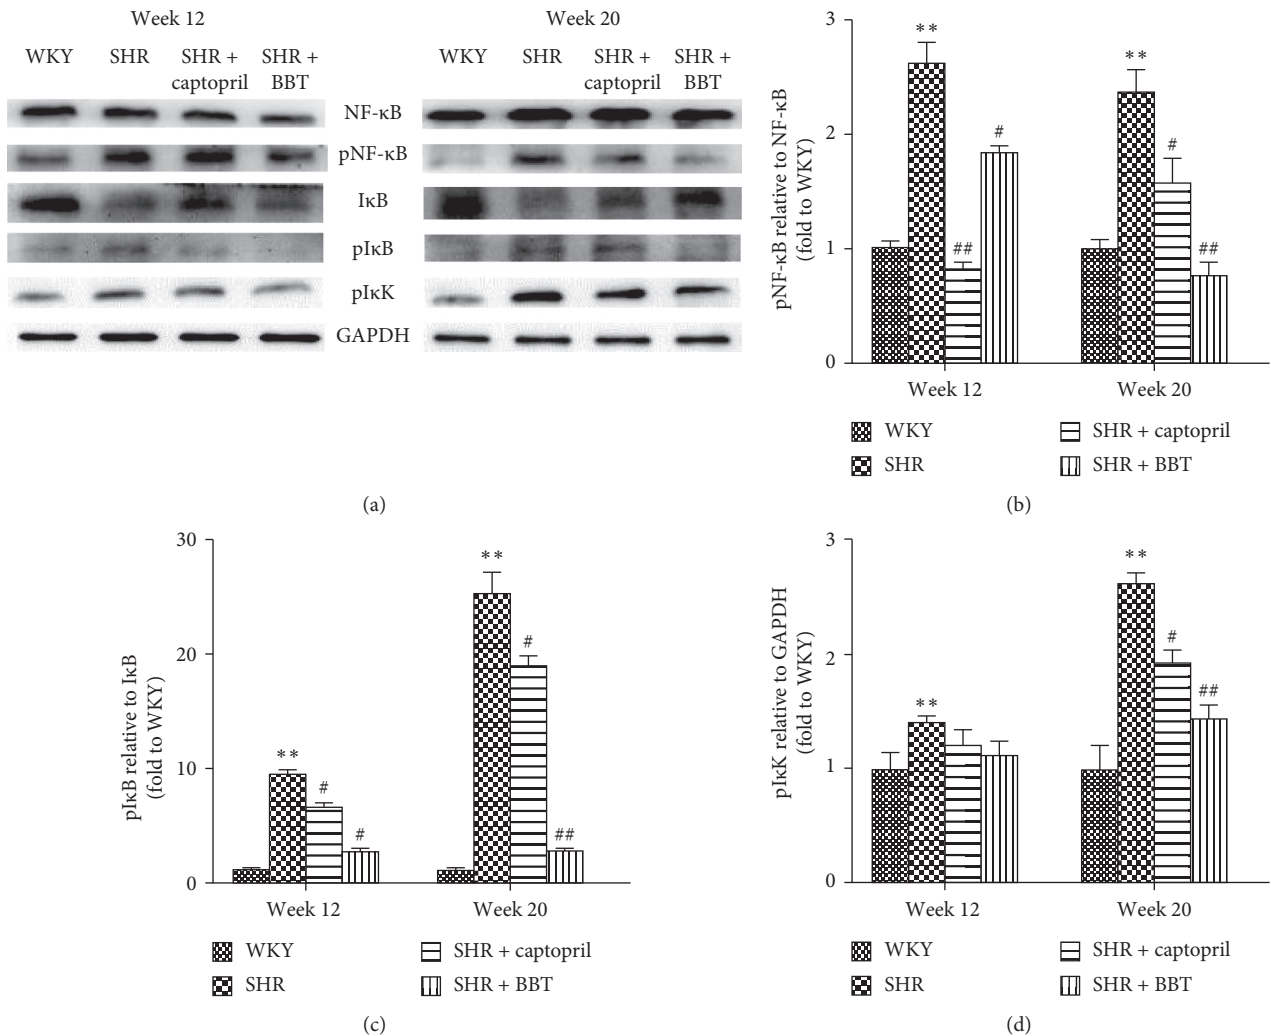 Week 12
Week 20
WKY SHR SHR + captopril SHR + BBT
WKY SHR SHR + captopril SHR + BBT
NF-κB
pNF-κB
IκB
pIκB
pIκK
GAPDH
(a)
pNF-κB relative to NF-κB
(fold to WKY)
3
2
1
0
**
##
#
**
#
##
Week 12
Week 20
WKY
SHR
SHR + captopril
SHR + BBT
(b)
pIκB relative to IκB
(fold to WKY)
30
20
10
0
**
#
#
**
#
##
Week 12
Week 20
WKY
SHR
SHR + captopril
SHR + BBT
(c)
pIκK relative to GAPDH
(fold to WKY)
3
2
1
0
**
**
#
##
Week 12
Week 20
WKY
SHR
SHR + captopril
SHR + BBT
(d)